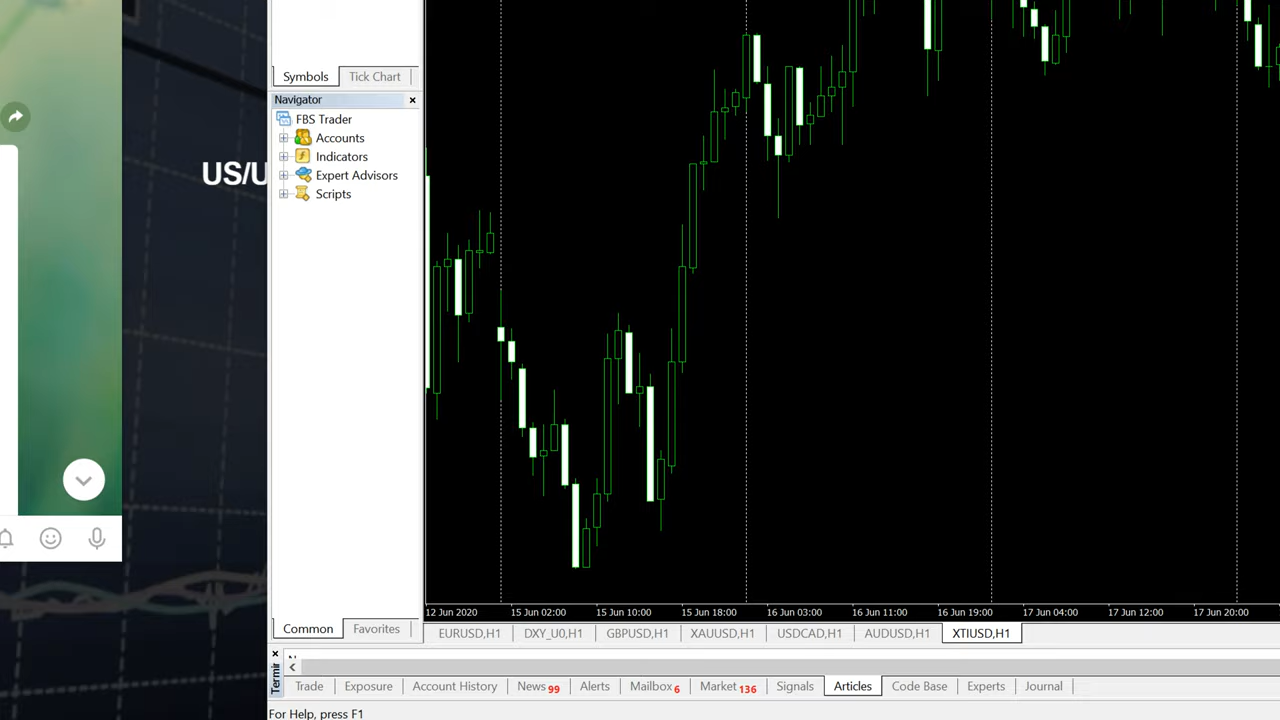 Symbols
Tick Chart
Navigator
FBS Trader
Accounts
Indicators
Expert Advisors
Scripts
US/U
12 Jun 2020
15 Jun 02:00
15 Jun 10:00
15 Jun 18:00
16 Jun 03:00
16 Jun 11:00
16 Jun 19:00
17 Jun 04:00
17 Jun 12:00
17 Jun 20:00
Common
Favorites
EURUSD,H1
DXY_U0,H1
GBPUSD,H1
XAUUSD,H1
USDCAD,H1
AUDUSD,H1
XTIUSD,H1
Trade
Exposure
Account History
News 99
Alerts
Mailbox 6
Market 136
Signals
Articles
Code Base
Experts
Journal
For Help, press F1